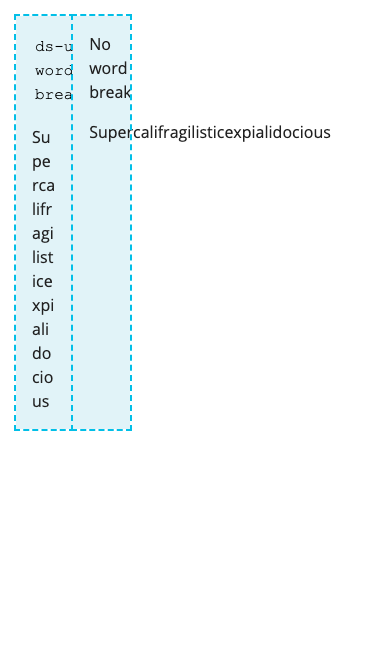 ds-u
word
brea
Su
pe
rca
lifr
agi
list
ice
xpi
ali
do
cio
us
No
word
break
Supercalifragilisticexpialidocious